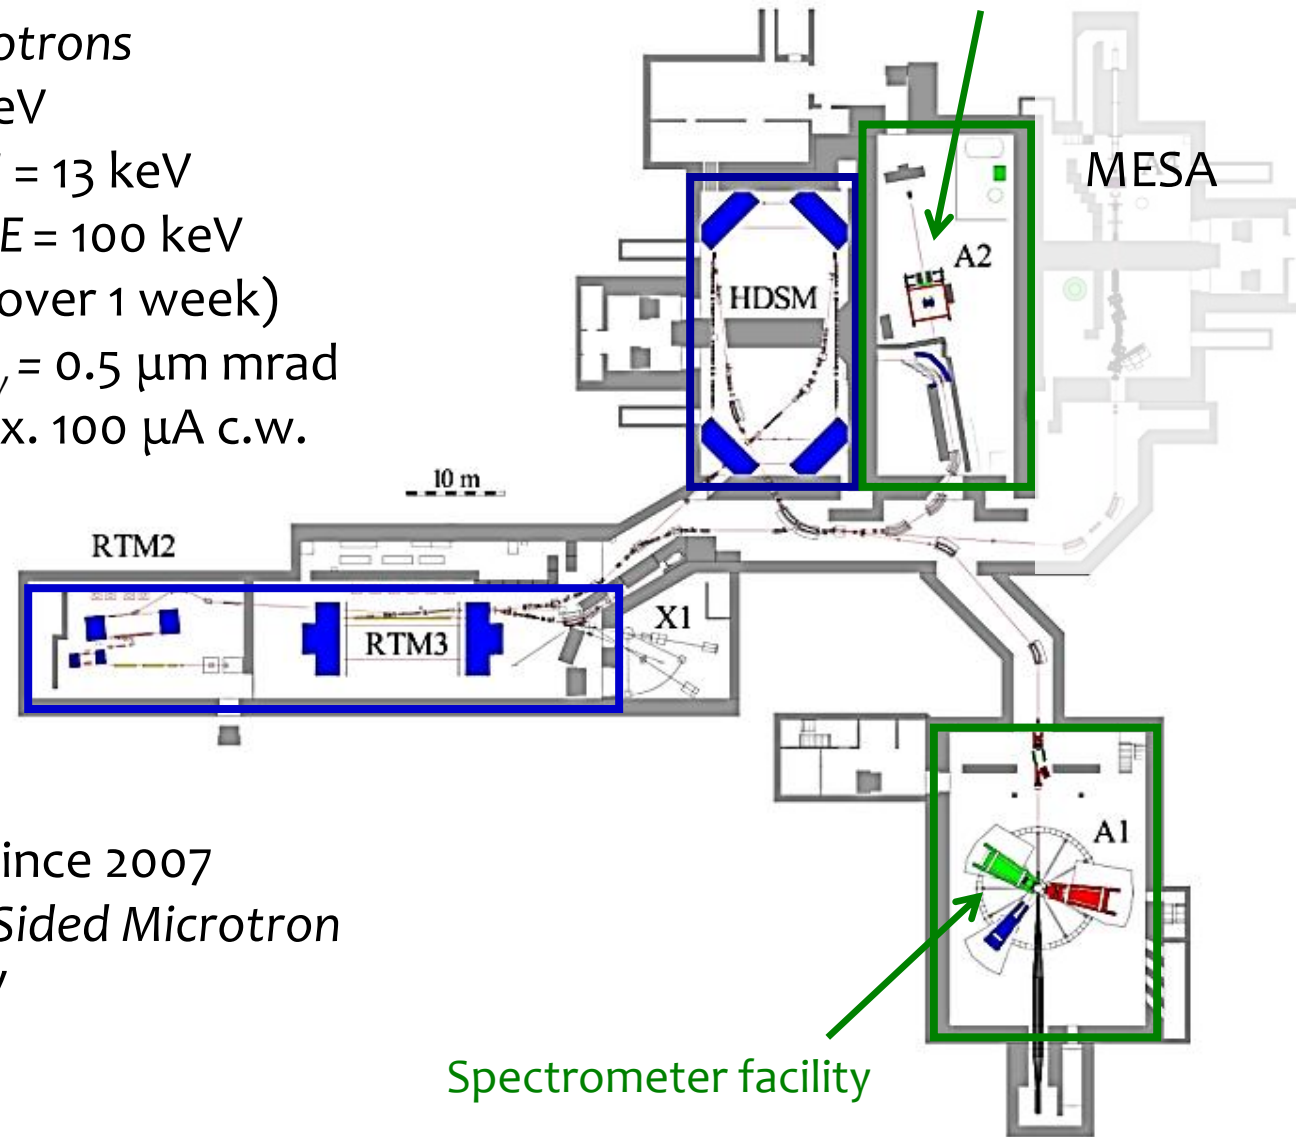 otrons
eV
= 13 keV
E = 100 keV
over 1 week)
y = 0.5 µm mrad
x. 100 µA c.w.
MESA
A2
HDSM
10 m
RTM2
RTM3
X1
A1
ince 2007
Sided Microtron
Spectrometer facility